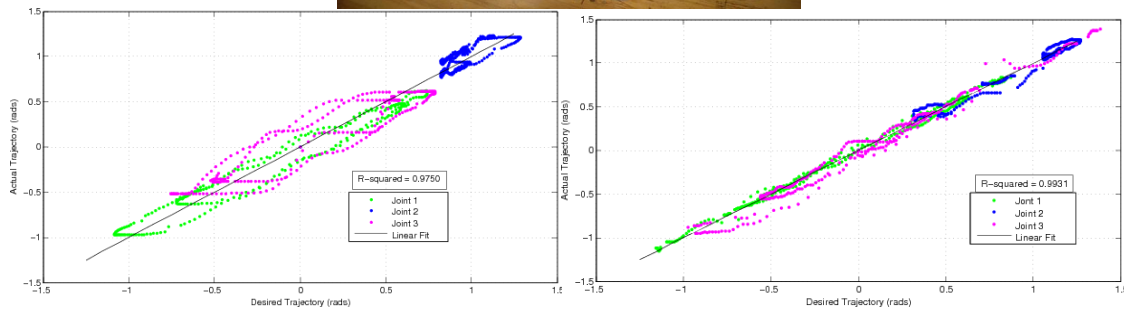 1.5
1
0.5
0
−0.5
−1
−1.5
−1.5
−1
−0.5
0
0.5
1
1.5
Actual Trajectory (rads)
Desired Trajectory (rads)
R−squared = 0.9750
Joint 1
Joint 2
Joint 3
Linear Fit
1.5
1
0.5
0
−0.5
−1
−1.5
−1.5
−1
−0.5
0
0.5
1
1.5
Actual Trajectory (rads)
Desired Trajectory (rads)
R−squared = 0.9931
Jont 1
Joint 2
Joint 3
Linear Fit